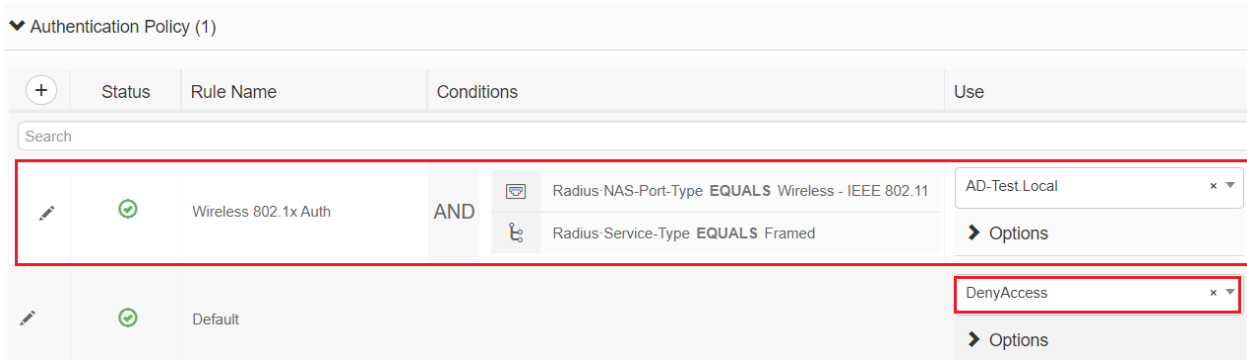 Authentication Policy (1)
+ Status Rule Name Conditions Use
Search
Wireless 802.1x Auth AND Radius·NAS-Port-Type EQUALS Wireless - IEEE 802.11 AD-Test.Local ×
Radius·Service-Type EQUALS Framed Options
Default DenyAccess ×
Options